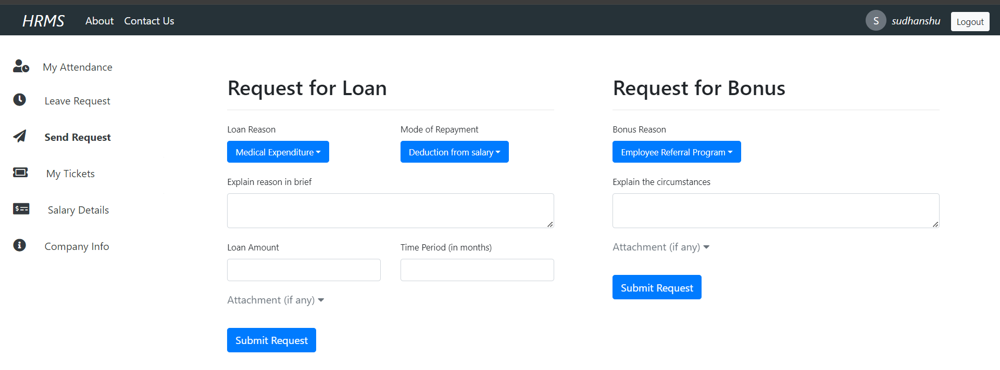 HRMS About Contact Us S sudhanshu Logout
My Attendance
Leave Request
Send Request
My Tickets
Salary Details
Company Info
Request for Loan
Loan Reason Mode of Repayment
Medical Expenditure Deduction from salary
Explain reason in brief
Loan Amount Time Period (in months)
Attachment (if any)
Submit Request
Request for Bonus
Bonus Reason
Employee Referral Program
Explain the circumstances
Attachment (if any)
Submit Request